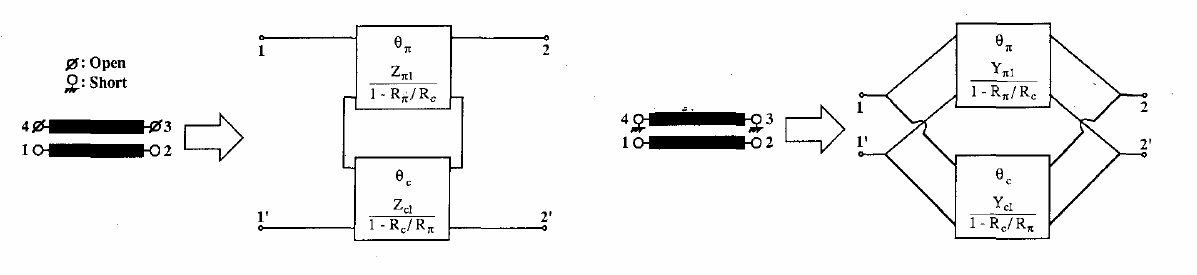 Ø: Open
O: Short
4 Ø Ø 3
1 O O 2
1 2
θπ
Zπ1
1 - Rπ/Rc
θc
Zc1
1 - Rc/Rπ
1' 2'
4 3
1 2
1 2
θπ
Yπ1
1 - Rπ/Rc
1' 2'
θc
Yc1
1 - Rc/Rπ